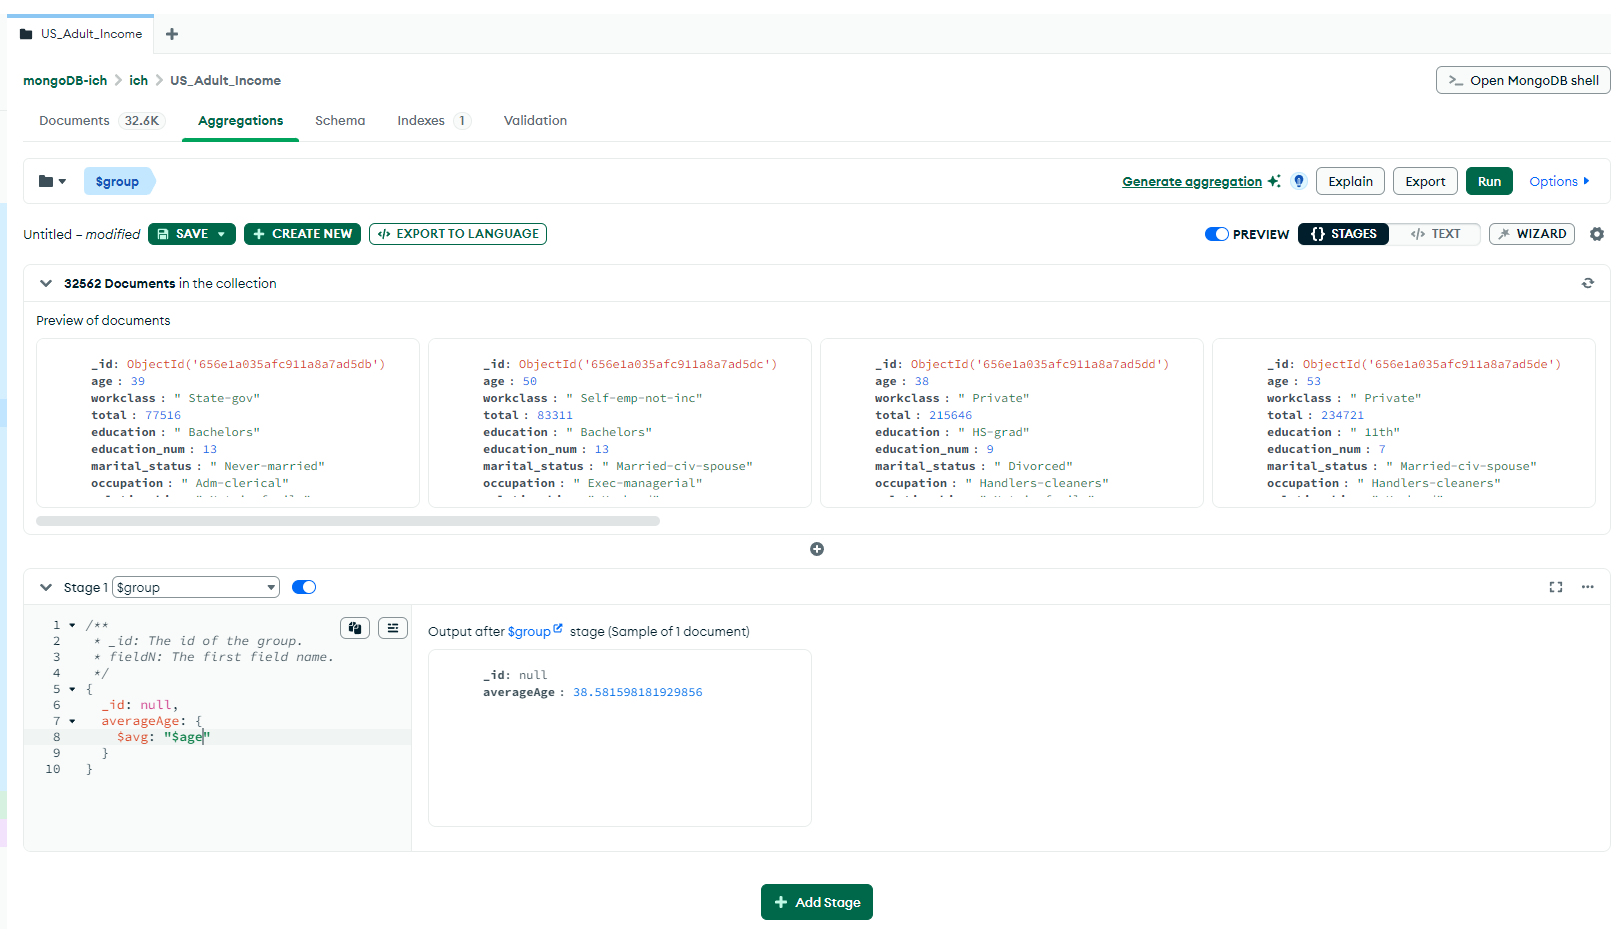 US_Adult_Income
mongoDB-ich > ich > US_Adult_Income
>_ Open MongoDB shell
Documents 32.6K Aggregations Schema Indexes 1 Validation
$group
Generate aggregation Explain Export Run Options
Untitled – modified SAVE + CREATE NEW </> EXPORT TO LANGUAGE
PREVIEW {} STAGES </> TEXT WIZARD
32562 Documents in the collection
Preview of documents
_id: ObjectId('656e1a035afc911a8a7ad5db')
age : 39
workclass : " State-gov"
total : 77516
education : " Bachelors"
education_num : 13
marital_status : " Never-married"
occupation : " Adm-clerical"
_id: ObjectId('656e1a035afc911a8a7ad5dc')
age : 50
workclass : " Self-emp-not-inc"
total : 83311
education : " Bachelors"
education_num : 13
marital_status : " Married-civ-spouse"
occupation : " Exec-managerial"
_id: ObjectId('656e1a035afc911a8a7ad5dd')
age : 38
workclass : " Private"
total : 215646
education : " HS-grad"
education_num : 9
marital_status : " Divorced"
occupation : " Handlers-cleaners"
_id: ObjectId('656e1a035afc911a8a7ad5de')
age : 53
workclass : " Private"
total : 234721
education : " 11th"
education_num : 7
marital_status : " Married-civ-spouse"
occupation : " Handlers-cleaners"
Stage 1 $group
1 /**
2 * _id: The id of the group.
3 * fieldN: The first field name.
4 */
5 {
6 _id: null,
7 averageAge: {
8 $avg: "$age"
9 }
10 }
Output after $group stage (Sample of 1 document)
_id: null
averageAge : 38.581598181929856
+ Add Stage